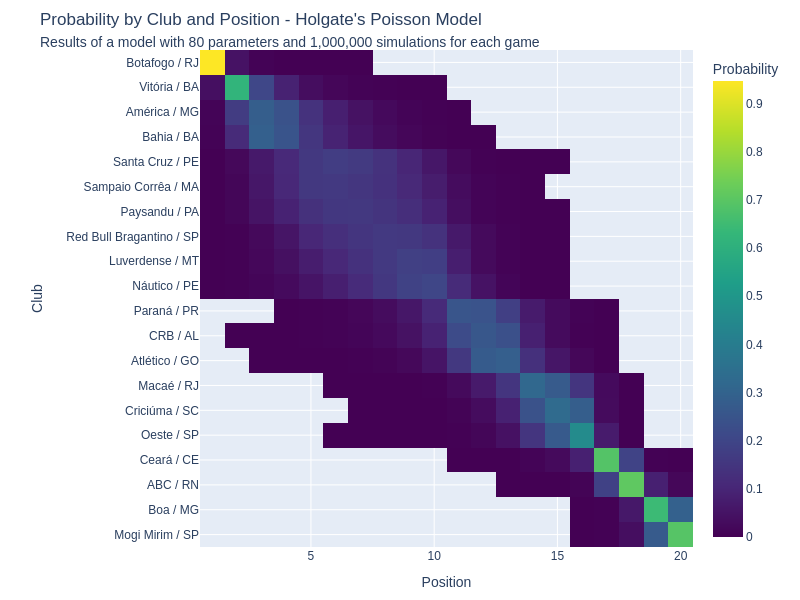 Probability by Club and Position - Holgate's Poisson Model
Results of a model with 80 parameters and 1,000,000 simulations for each game
Probability
Botafogo / RJ
Vitória / BA
América / MG
Bahia / BA
Santa Cruz / PE
Sampaio Corrêa / MA
Paysandu / PA
Red Bull Bragantino / SP
Luverdense / MT
Náutico / PE
Paraná / PR
CRB / AL
Atlético / GO
Macaé / RJ
Criciúma / SC
Oeste / SP
Ceará / CE
ABC / RN
Boa / MG
Mogi Mirim / SP
Club
5
10
15
20
Position
0.9
0.8
0.7
0.6
0.5
0.4
0.3
0.2
0.1
0